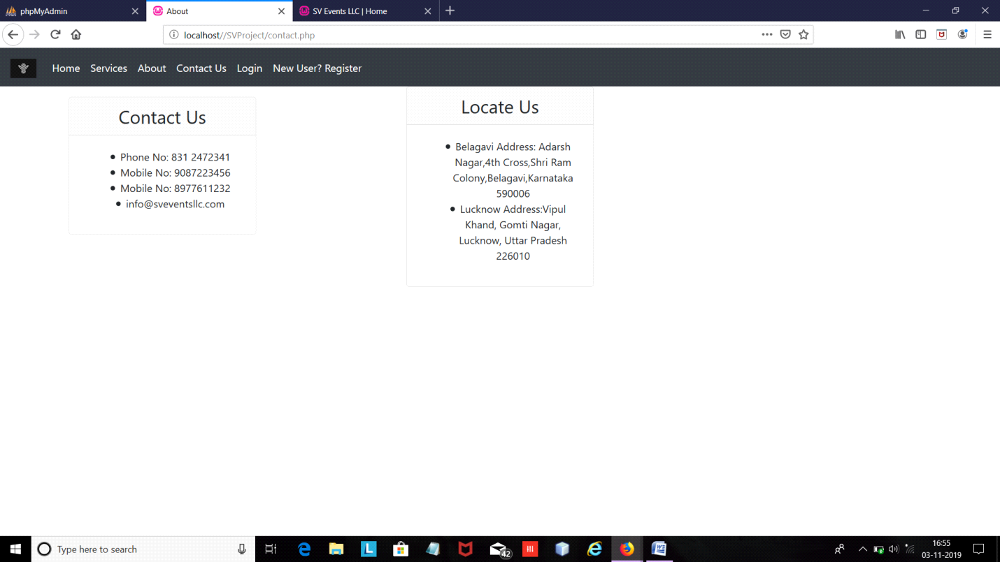 phpMyAdmin
About
SV Events LLC | Home
localhost//SVProject/contact.php
Home Services About Contact Us Login New User? Register
Contact Us
Phone No: 831 2472341
Mobile No: 9087223456
Mobile No: 8977611232
info@sveventsllc.com
Locate Us
Belagavi Address: Adarsh
Nagar,4th Cross,Shri Ram
Colony,Belagavi,Karnataka
590006
Lucknow Address:Vipul
Khand, Gomti Nagar,
Lucknow, Uttar Pradesh
226010
Type here to search
L
42
W
16:55
03-11-2019